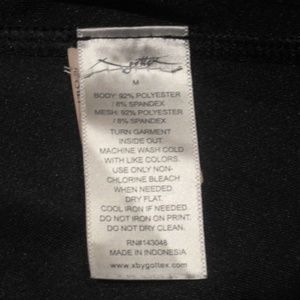 X by Gottex
M
BODY: 92% POLYESTER
/ 8% SPANDEX
MESH: 92% POLYESTER
/ 8% SPANDEX
TURN GARMENT
INSIDE OUT.
MACHINE WASH COLD
WITH LIKE COLORS.
USE ONLY NON-
CHLORINE BLEACH
WHEN NEEDED.
DRY FLAT.
COOL IRON IF NEEDED.
DO NOT IRON ON PRINT.
DO NOT DRY CLEAN.
RN#143048
MADE IN INDONESIA
www.xbygottex.com